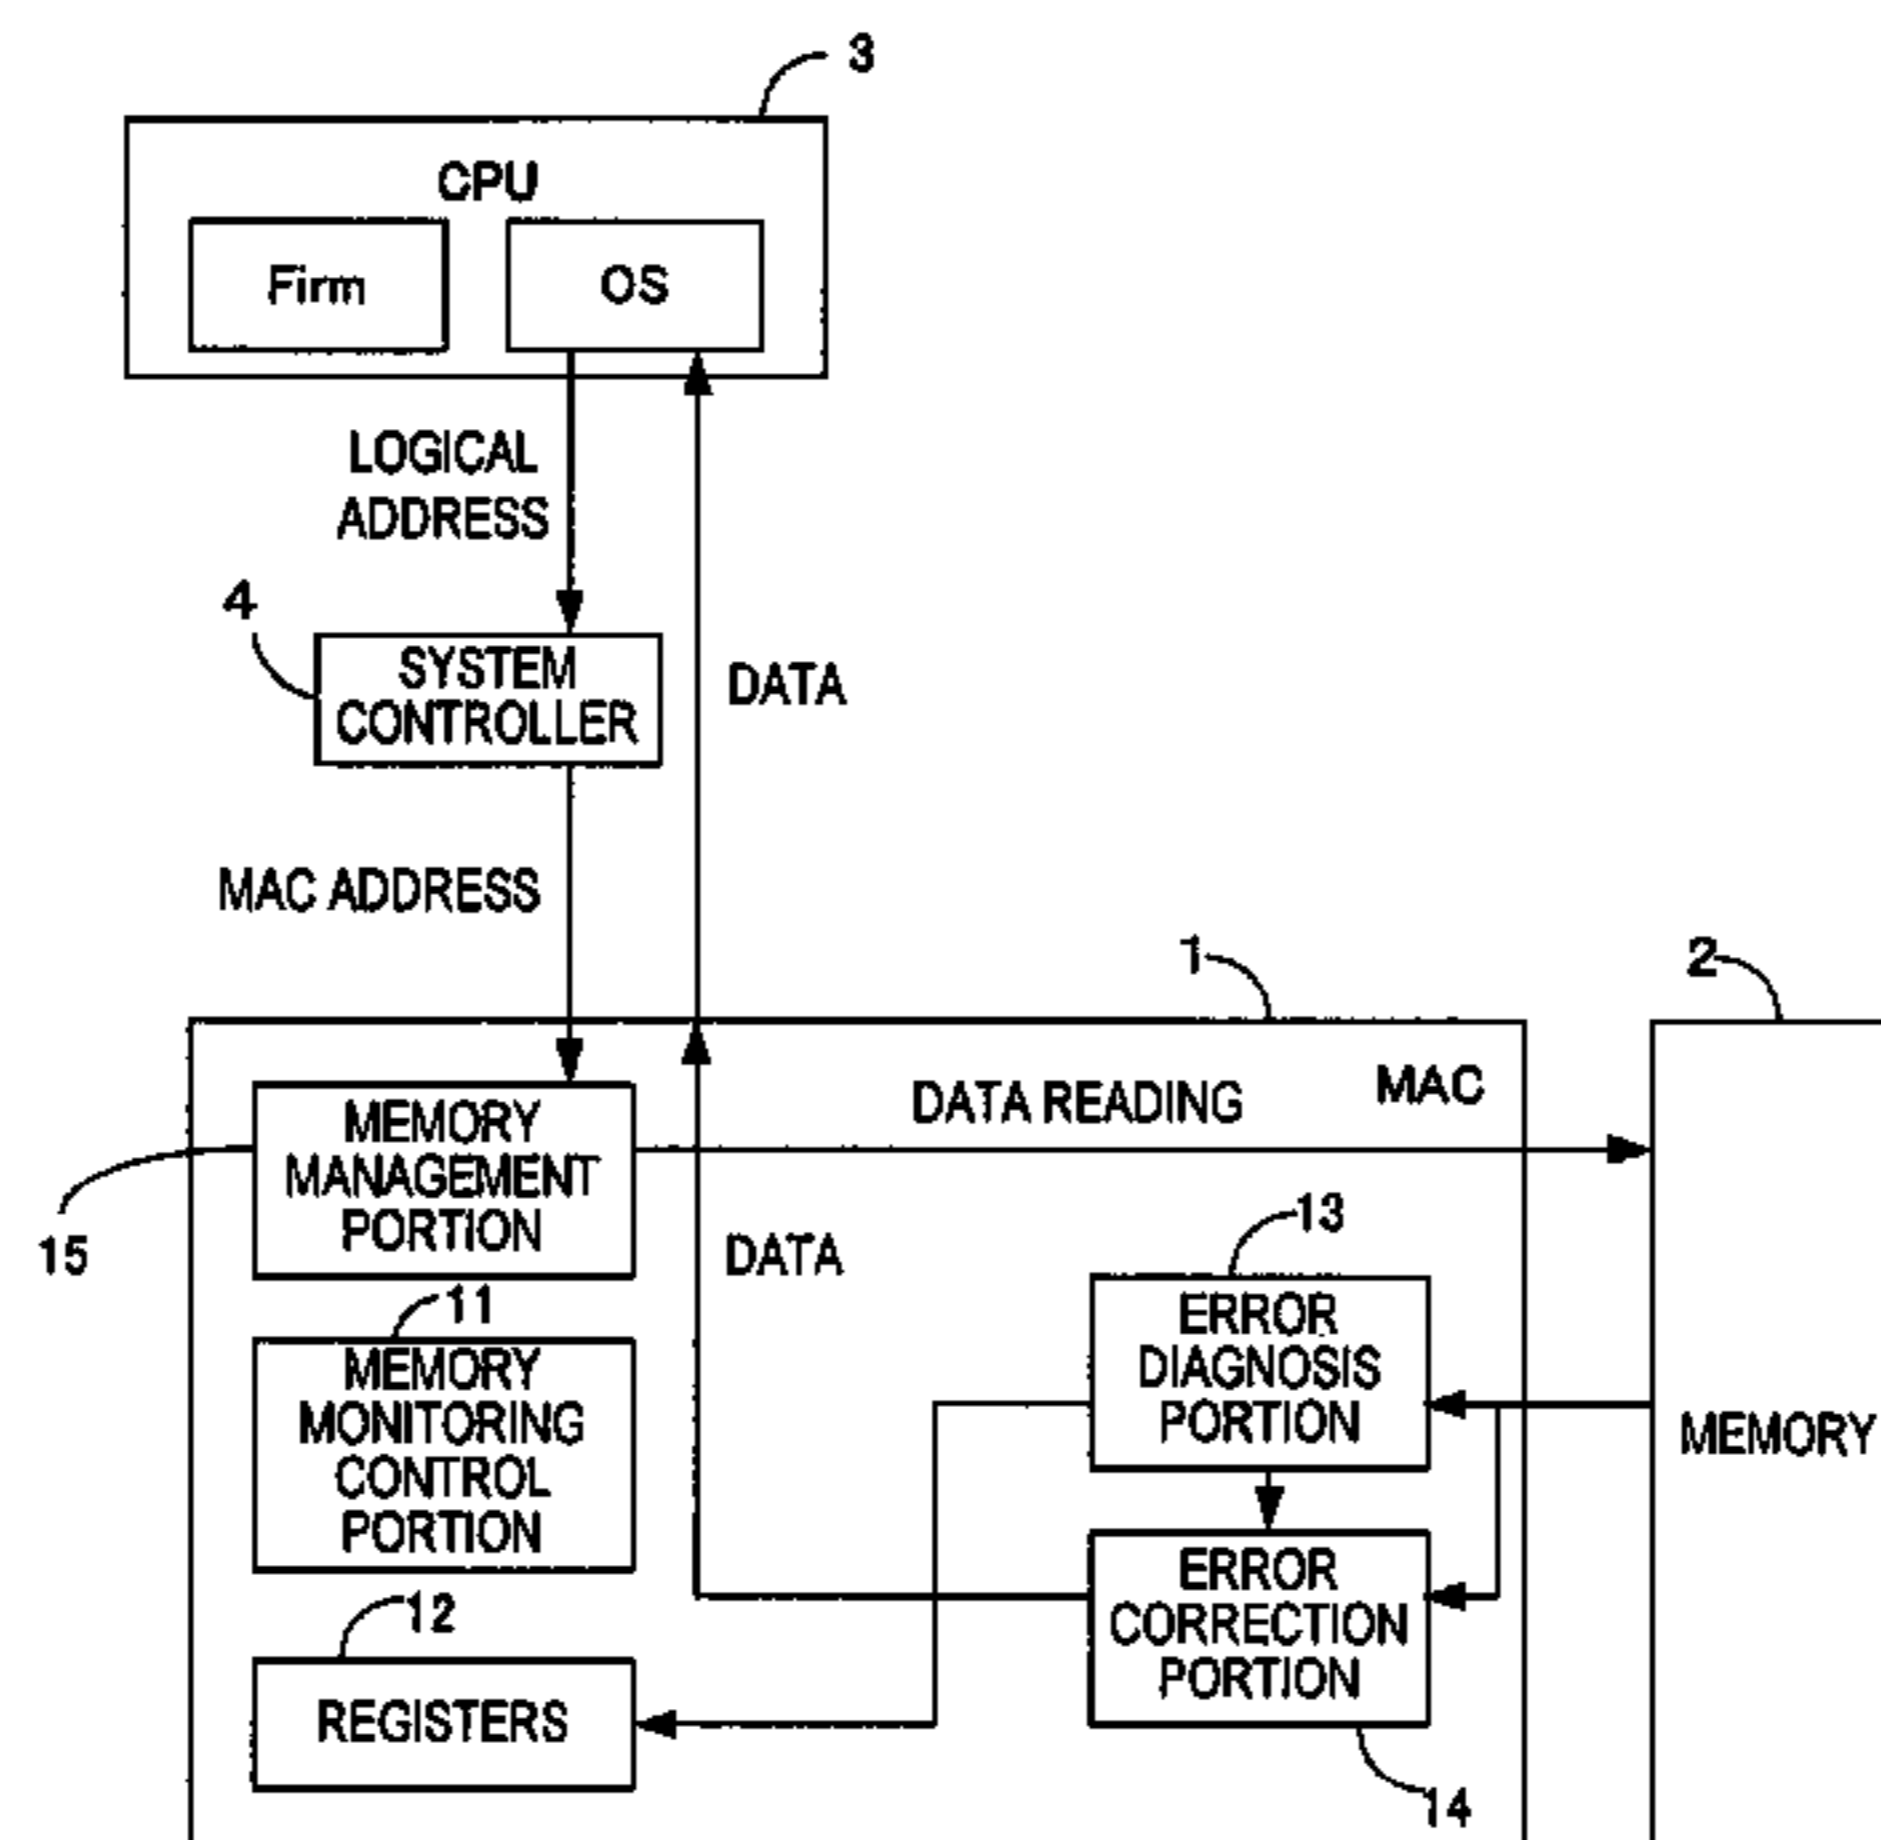 3
CPU
Firm
OS
LOGICAL
ADDRESS
4
SYSTEM
CONTROLLER
DATA
MAC ADDRESS
1
2
MAC
DATA READING
MEMORY
MANAGEMENT
PORTION
15
DATA
13
ERROR
DIAGNOSIS
PORTION
11
MEMORY
MONITORING
CONTROL
PORTION
MEMORY
ERROR
CORRECTION
PORTION
12
REGISTERS
14